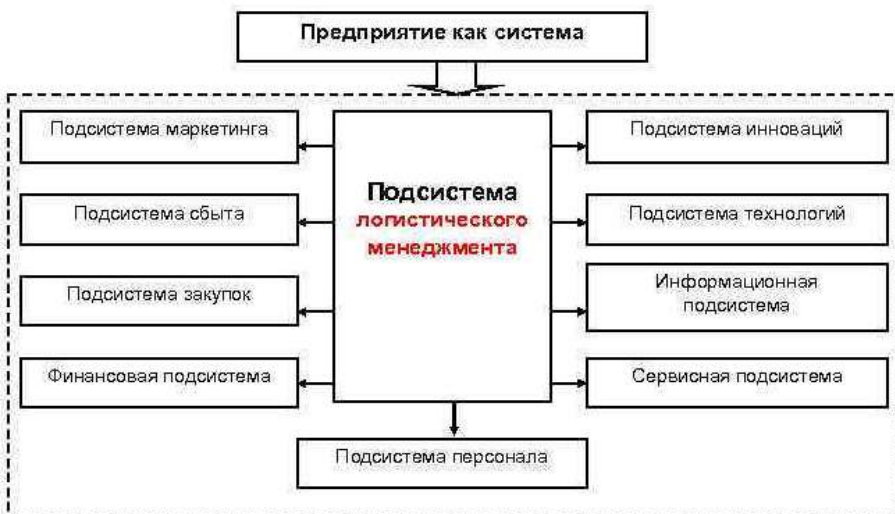 Предприятие как система
Подсистема маркетинга
Подсистема сбыта
Подсистема закупок
Финансовая подсистема
Подсистема
логистического
менеджмента
Подсистема инноваций
Подсистема технологий
Информационная
подсистема
Сервисная подсистема
Подсистема персонала